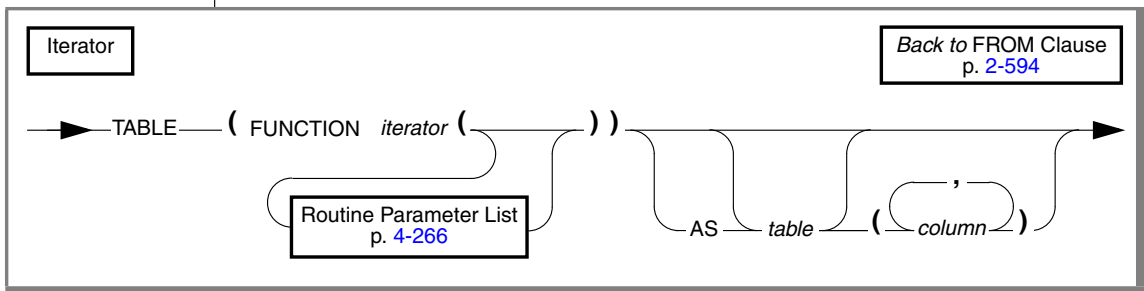 Iterator
Back to FROM Clause
p. 2-594
TABLE ( FUNCTION iterator ( ) )
Routine Parameter List
p. 4-266
AS table ( column , )